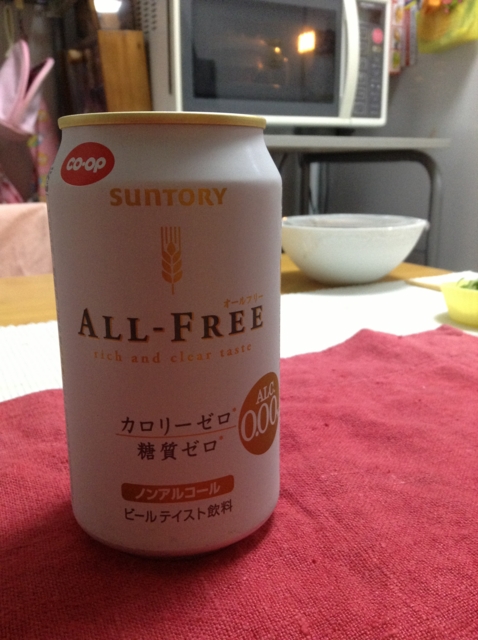 CO-OP
SUNTORY
オールフリー
ALL-FREE
rich and clear taste
ALC.
0.00
カロリーゼロ*
糖質ゼロ*
ノンアルコール
ビールテイスト飲料